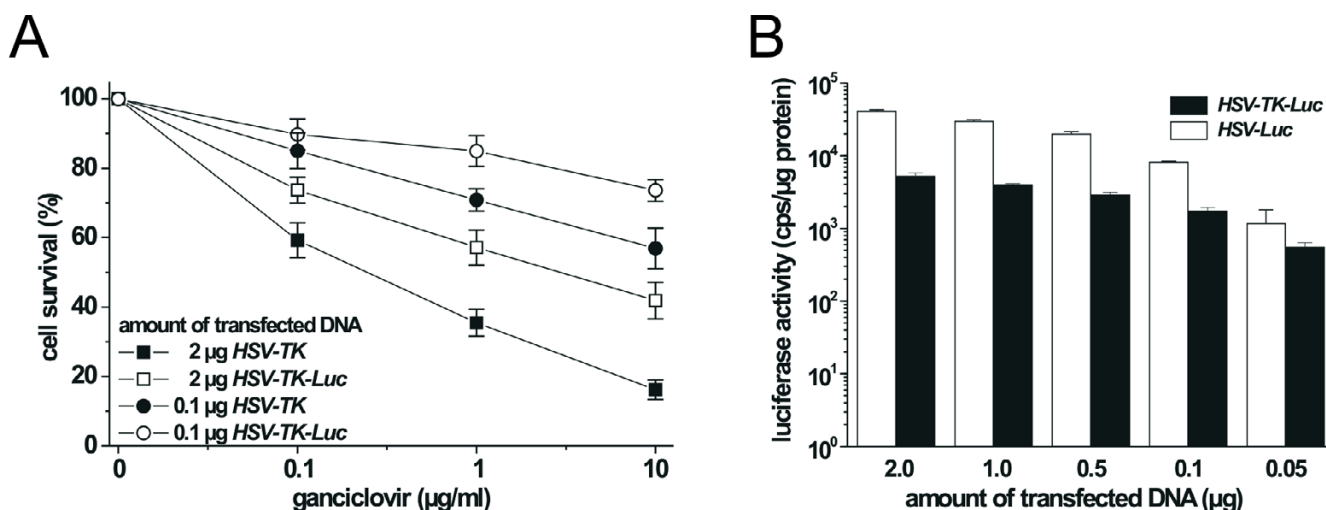 A
cell survival (%)
100
80
60
40
20
0
amount of transfected DNA
2 µg HSV-TK
2 µg HSV-TK-Luc
0.1 µg HSV-TK
0.1 µg HSV-TK-Luc
0 0.1 1 10
ganciclovir (µg/ml)
B
luciferase activity (cps/µg protein)
10⁵
10⁴
10³
10²
10¹
10⁰
HSV-TK-Luc
HSV-Luc
2.0 1.0 0.5 0.1 0.05
amount of transfected DNA (µg)